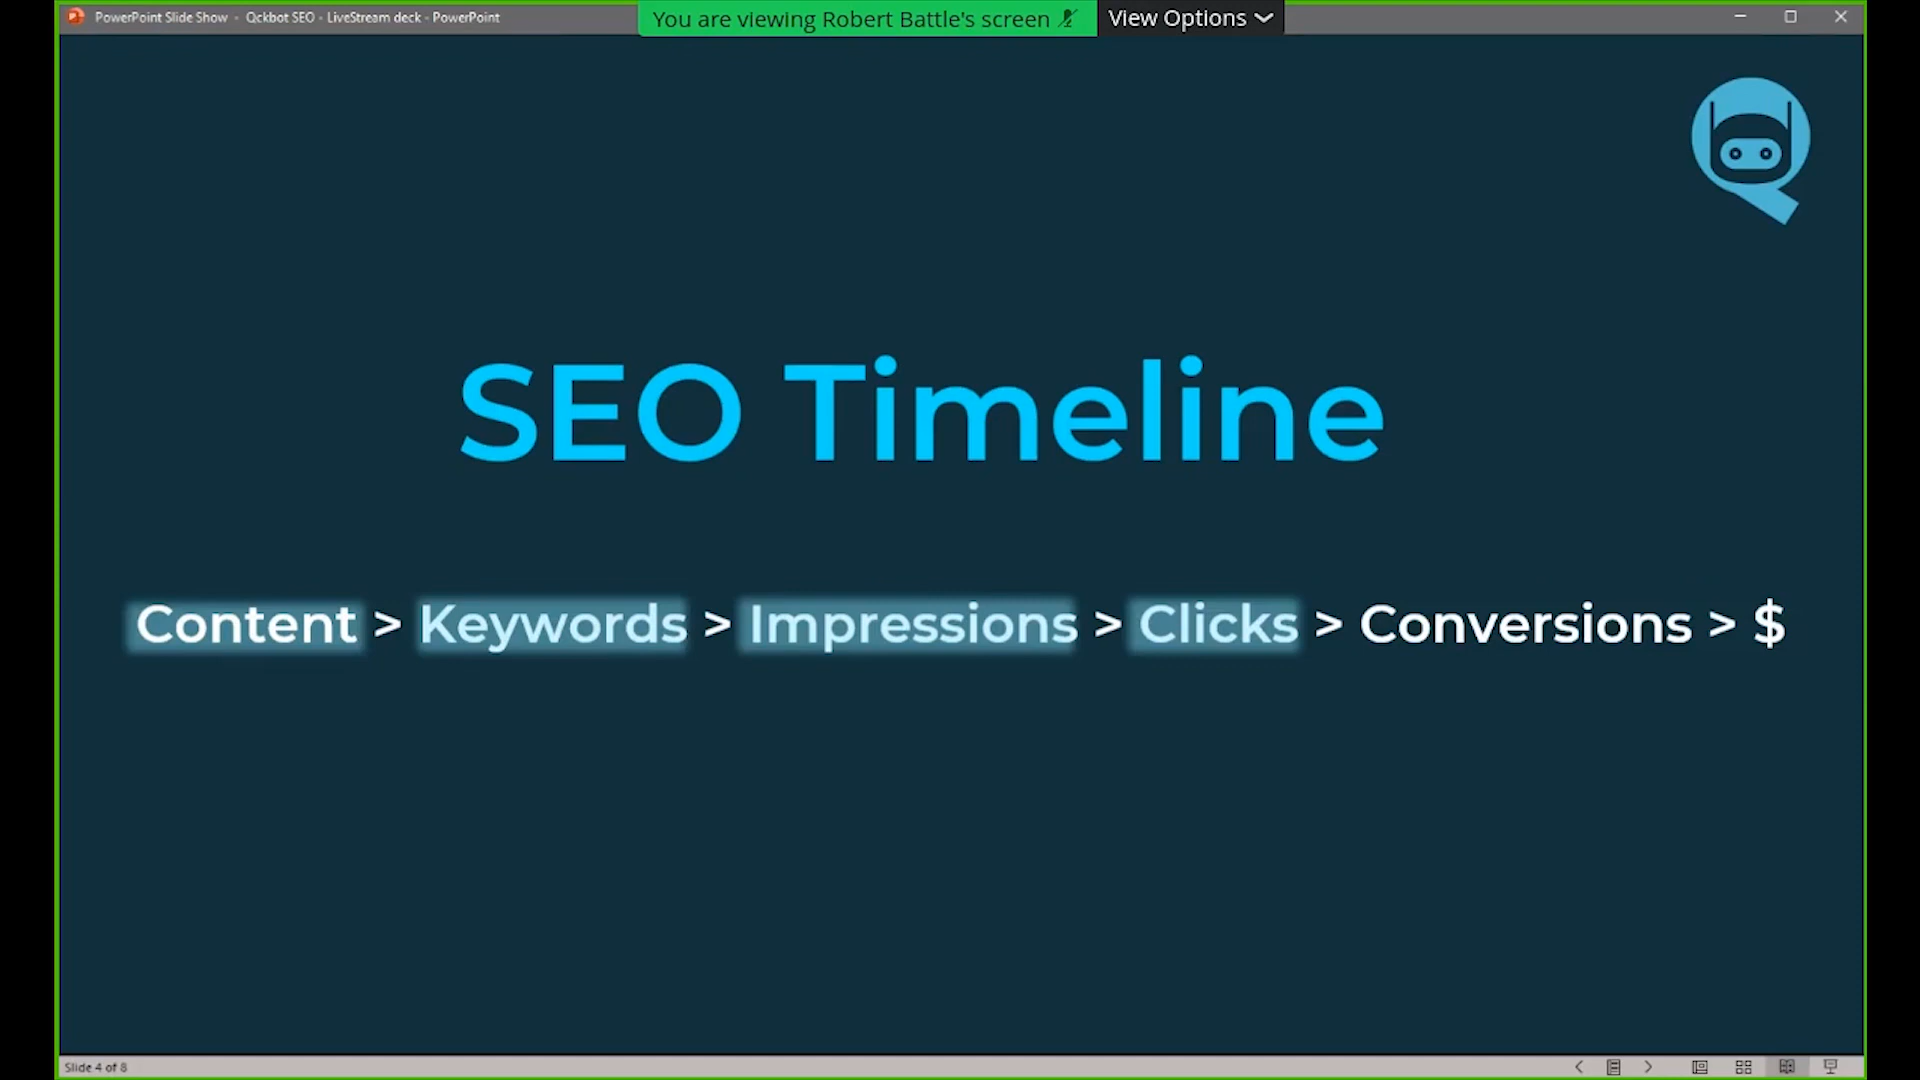 PowerPoint Slide Show - Qckbot SEO - LiveStream deck - PowerPoint
You are viewing Robert Battle's screen
View Options
SEO Timeline
Content > Keywords > Impressions > Clicks > Conversions > $
Slide 4 of 8